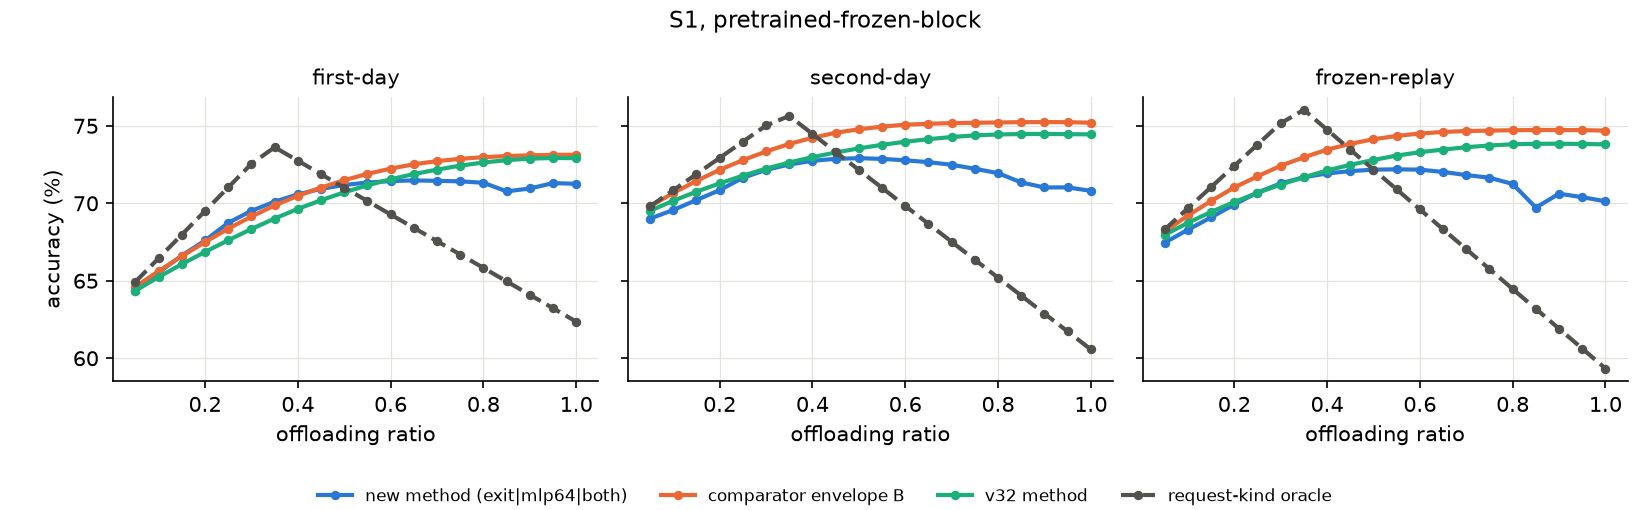 S1, pretrained-frozen-block
first-day
second-day
frozen-replay
accuracy (%)
75
70
65
60
0.2 0.4 0.6 0.8 1.0
0.2 0.4 0.6 0.8 1.0
0.2 0.4 0.6 0.8 1.0
offloading ratio
offloading ratio
offloading ratio
new method (exit|mlp64|both)
comparator envelope B
v32 method
request-kind oracle